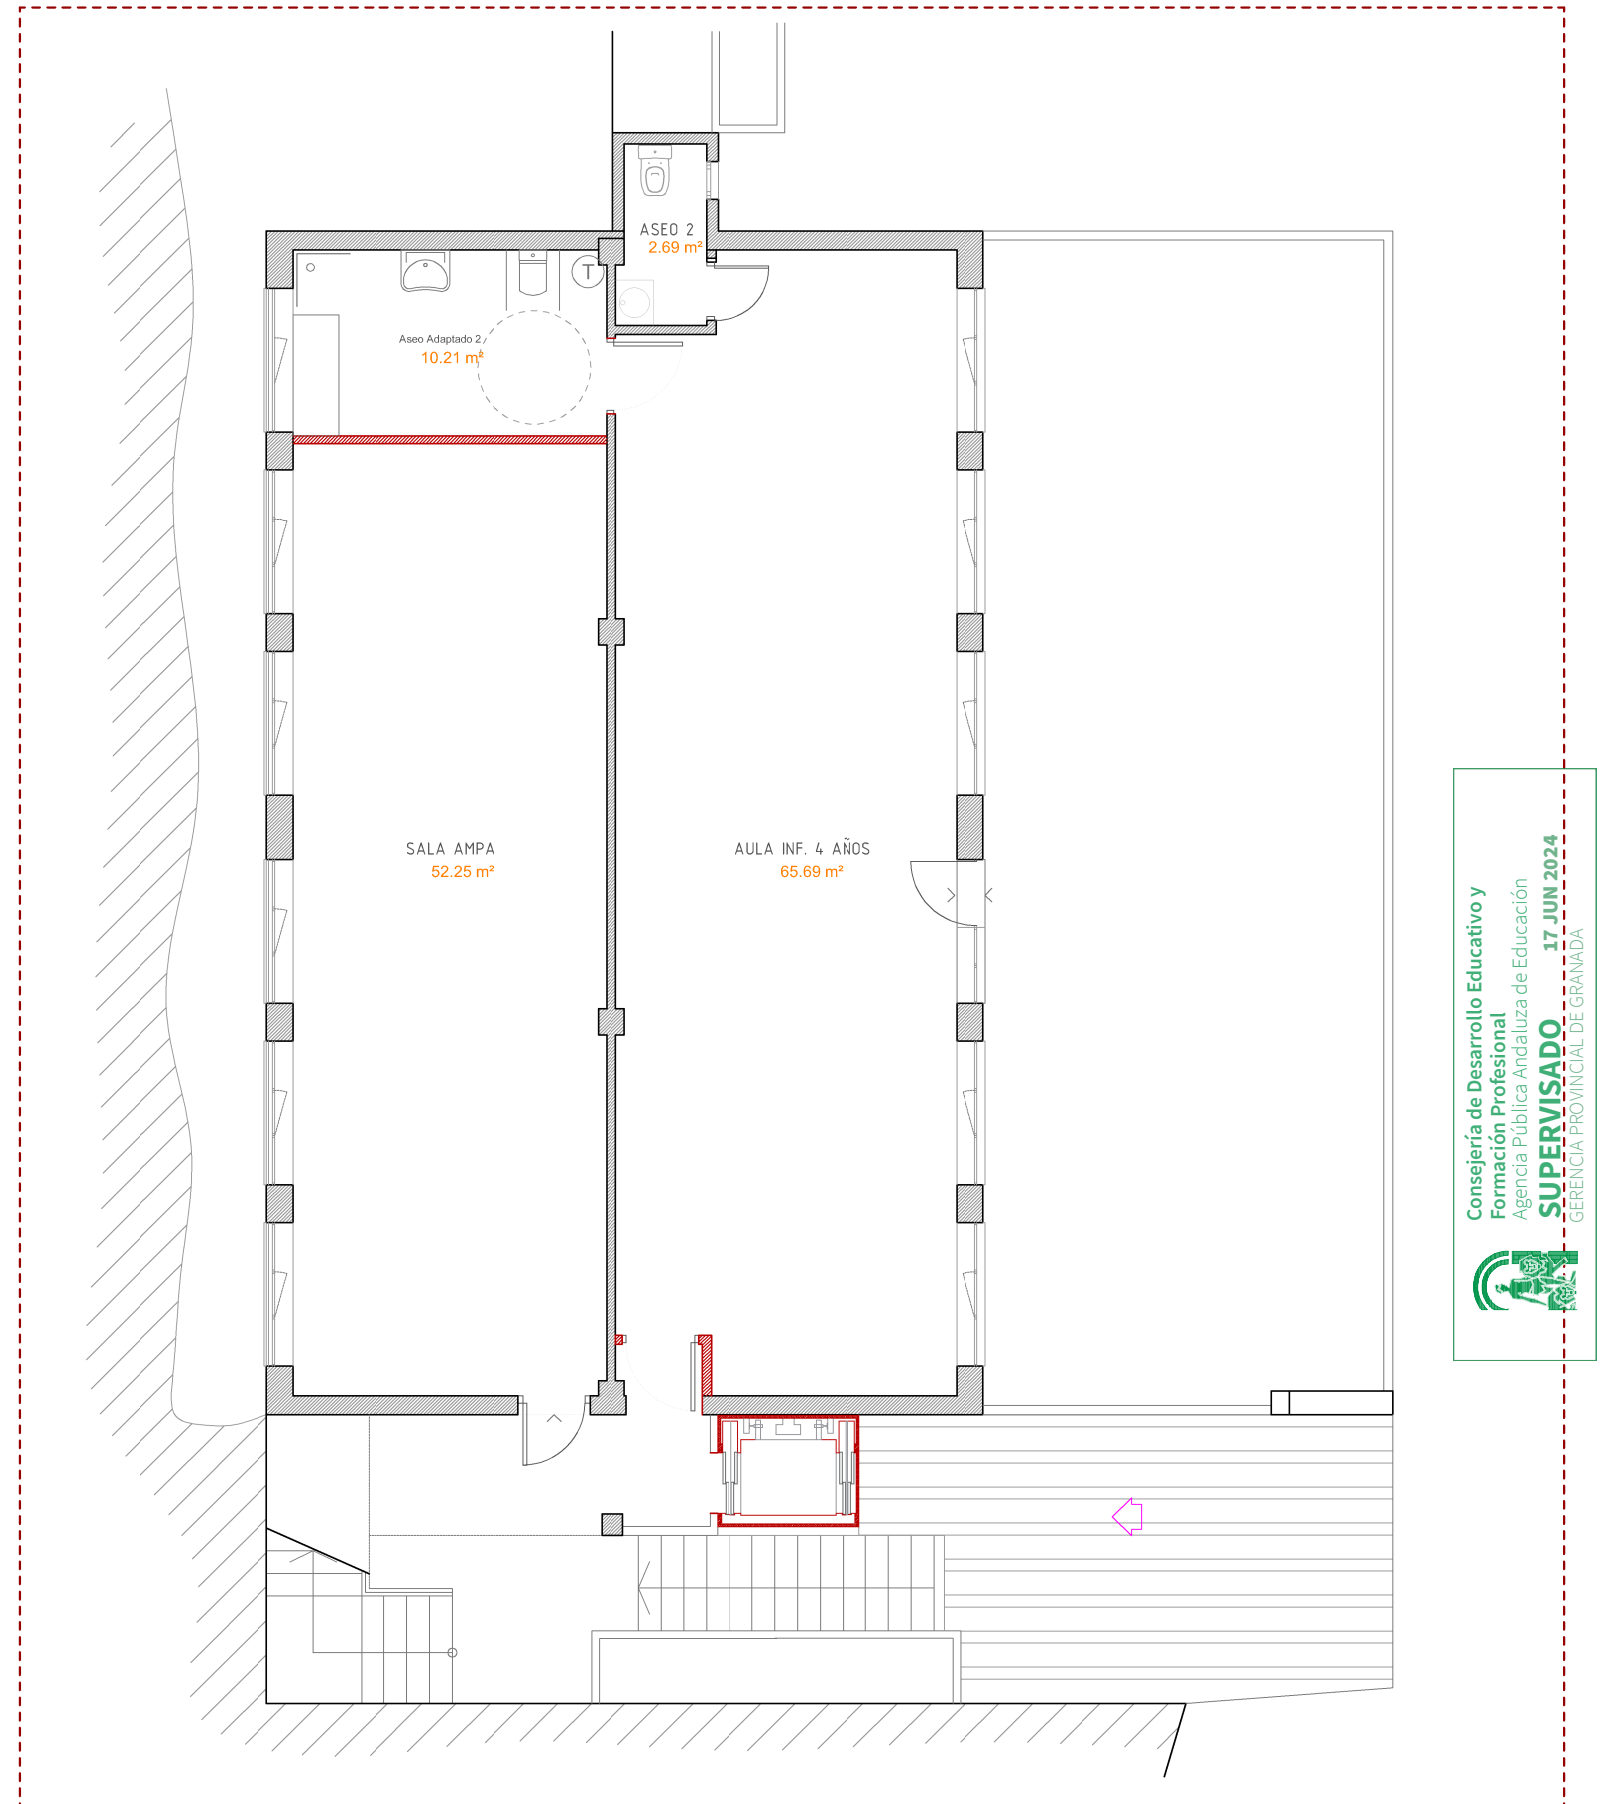 ASEO 2
2.69 m²
T
Aseo Adaptado 2
10.21 m²
SALA AMPA
52.25 m²
AULA INF. 4 AÑOS
65.69 m²
Consejería de Desarrollo Educativo y
Formación Profesional
Agencia Pública Andaluza de Educación
SUPERVISADO 17 JUN 2024
GERENCIA PROVINCIAL DE GRANADA